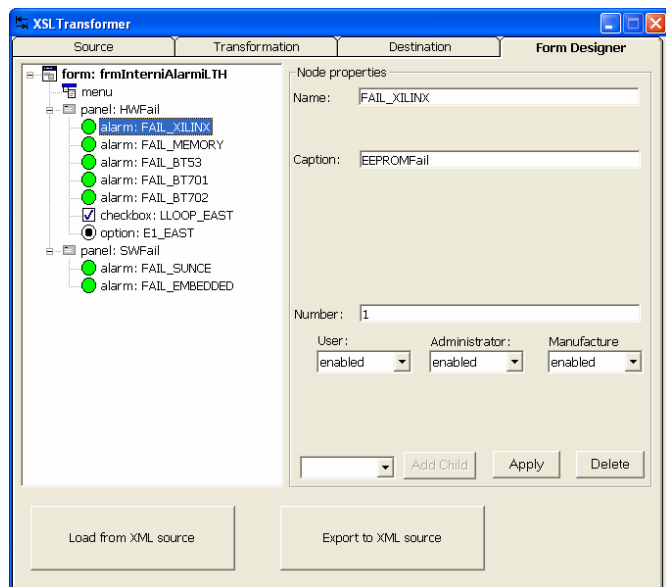 XSLTransformer
Source
Transformation
Destination
Form Designer
form: frmInterniAlarmiLTH
menu
panel: HWFail
alarm: FAIL_XILINX
alarm: FAIL_MEMORY
alarm: FAIL_BT53
alarm: FAIL_BT701
alarm: FAIL_BT702
checkbox: LLOOP_EAST
option: E1_EAST
panel: SWFail
alarm: FAIL_SUNCE
alarm: FAIL_EMBEDDED
Node properties
Name: FAIL_XILINX
Caption: EEPROMFail
Number: 1
User: Administrator: Manufacture
enabled enabled enabled
Add Child Apply Delete
Load from XML source Export to XML source